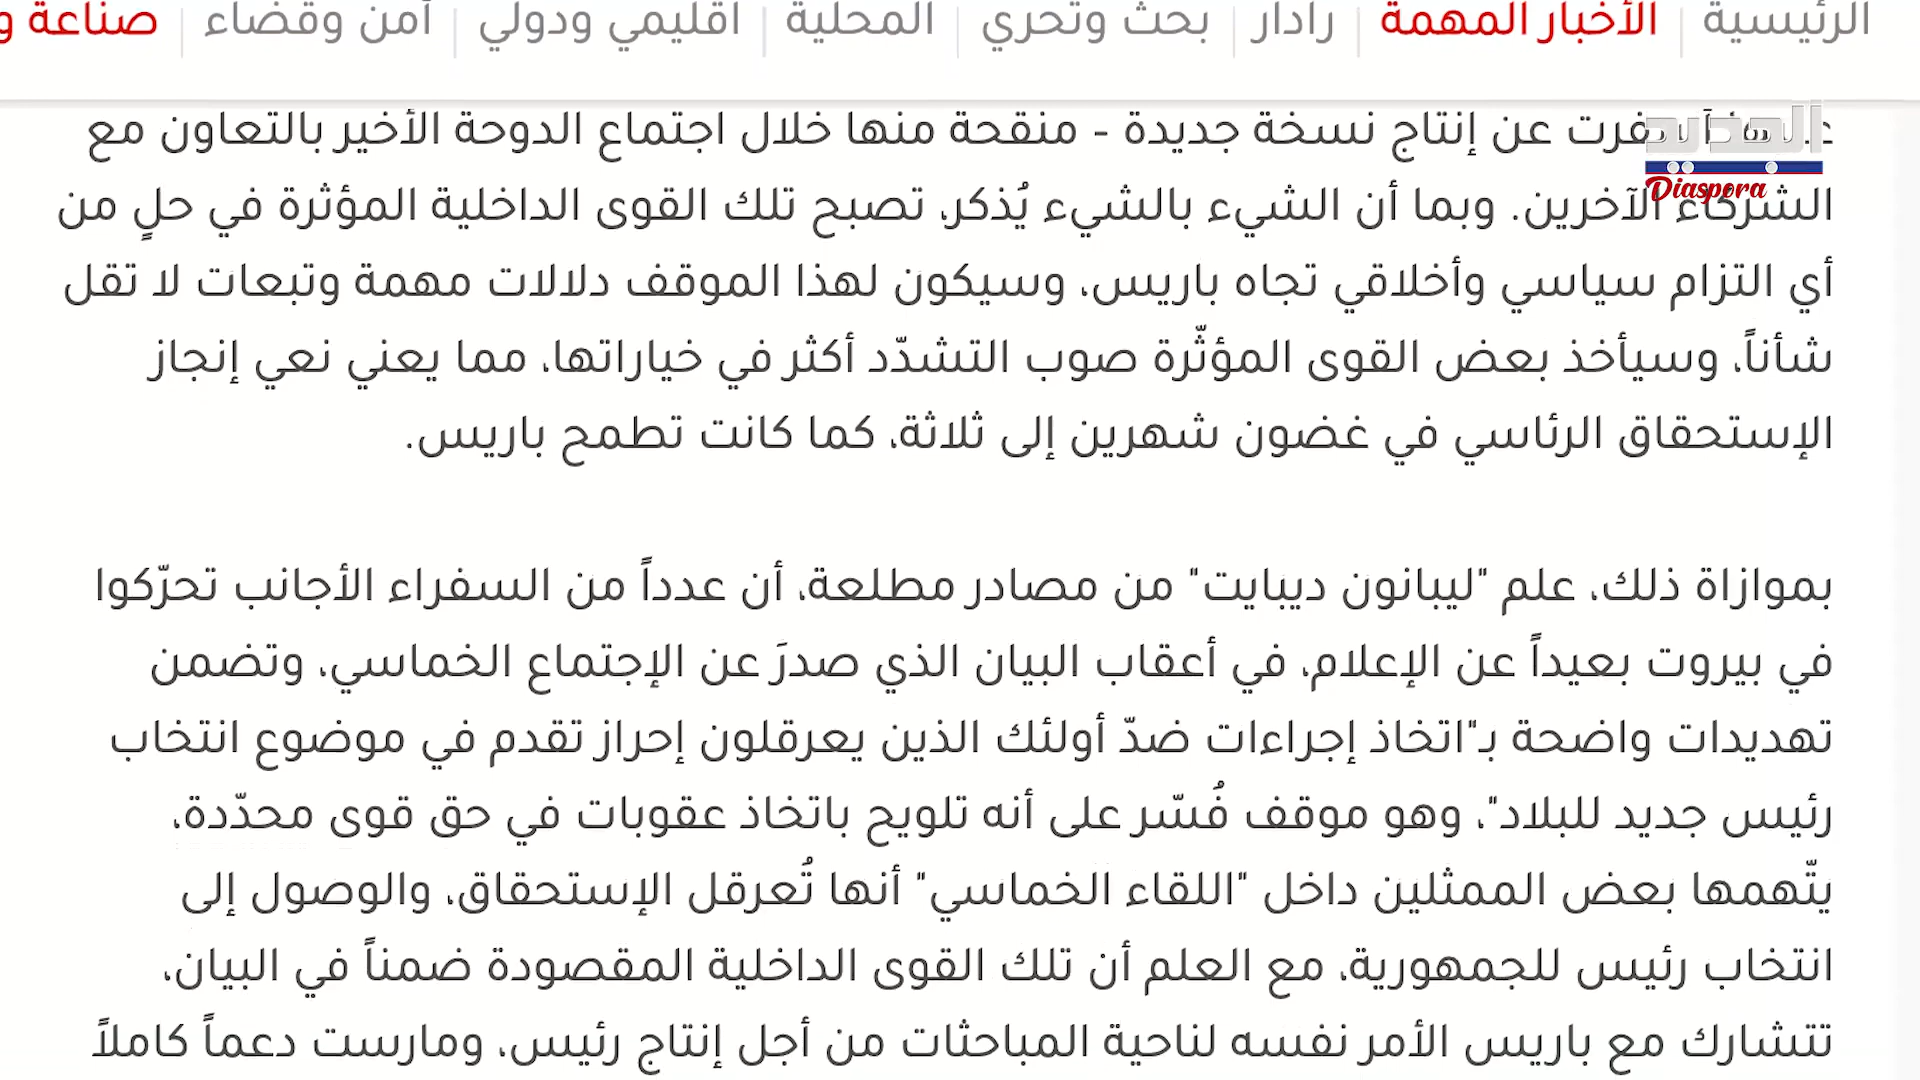 الرئيسية الأخبار المهمة رادار بحث وتحري المحلية اقليمي ودولي أمن وقضاء صناعة و
عن إنتاج نسخة جديدة - منقحة منها خلال اجتماع الدوحة الأخير بالتعاون مع
الجديد
Diaspora
الشركاء الآخرين. وبما أن الشيء بالشيء يُذكر، تصبح تلك القوى الداخلية المؤثرة في حلٍ من
أي التزام سياسي وأخلاقي تجاه باريس، وسيكون لهذا الموقف دلالات مهمة وتبعات لا تقل
شأناً، وسيأخذ بعض القوى المؤثّرة صوب التشدّد أكثر في خياراتها، مما يعني نعي إنجاز
الإستحقاق الرئاسي في غضون شهرين إلى ثلاثة، كما كانت تطمح باريس.
بموازاة ذلك، علم "ليبانون ديبايت" من مصادر مطلعة، أن عدداً من السفراء الأجانب تحرّكوا
في بيروت بعيداً عن الإعلام، في أعقاب البيان الذي صدرَ عن الإجتماع الخماسي، وتضمن
تهديدات واضحة بـ"اتخاذ إجراءات ضدّ أولئك الذين يعرقلون إحراز تقدم في موضوع انتخاب
رئيس جديد للبلاد"، وهو موقف فُسّر على أنه تلويح باتخاذ عقوبات في حق قوى محدّدة،
يتّهمها بعض الممثلين داخل "اللقاء الخماسي" أنها تُعرقل الإستحقاق، والوصول إلى
انتخاب رئيس للجمهورية، مع العلم أن تلك القوى الداخلية المقصودة ضمناً في البيان،
تتشارك مع باريس الأمر نفسه لناحية المباحثات من أجل إنتاج رئيس، ومارست دعماً كاملاً